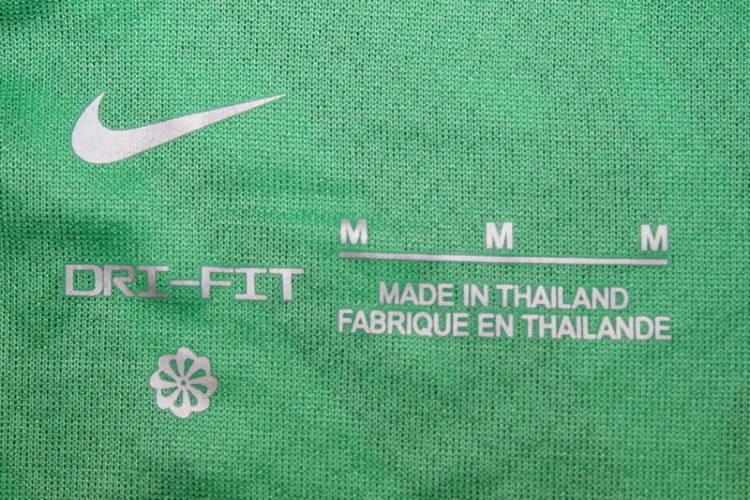 M M M
DRI-FIT
MADE IN THAILAND
FABRIQUE EN THAILANDE